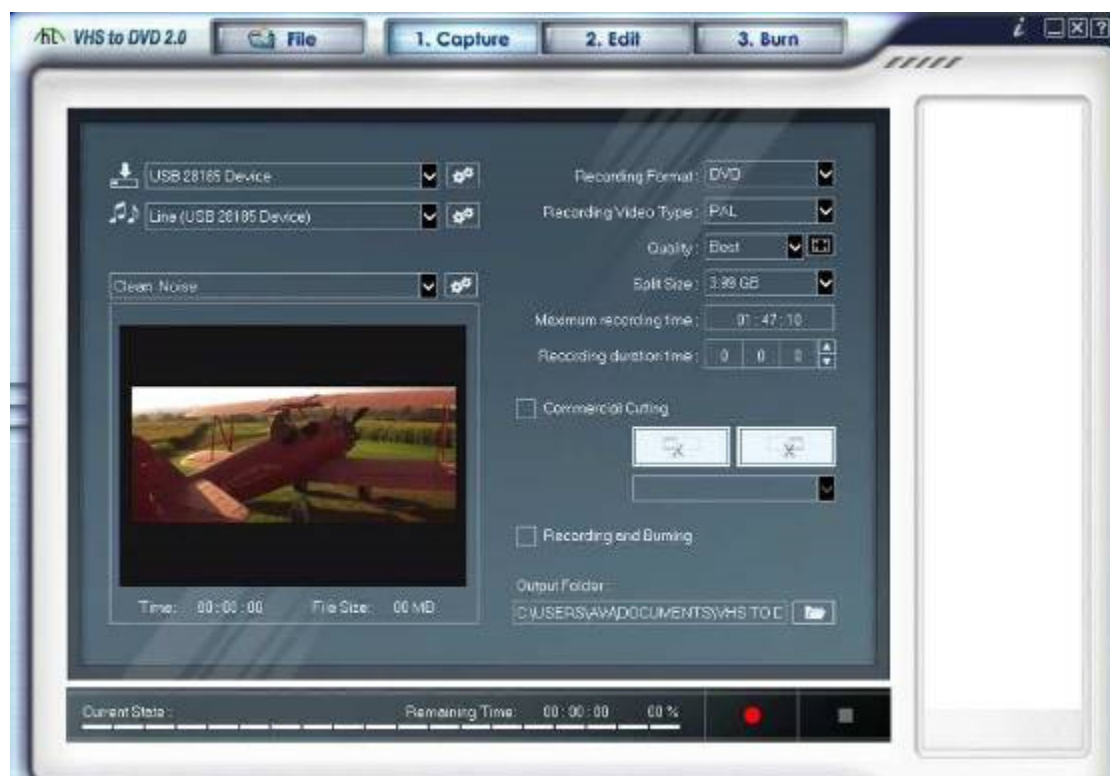 ht VHS to DVD 2.0
File
1. Capture
2. Edit
3. Burn
i
?
USB 28185 Device
Line (USB 28185 Device)
Clean Noise
Time: 00:00:00 File Size: 00 MB
Recording Format: DVD
Recording Video Type: PAL
Quality: Best
Split Size: 3.99 GB
Maximum recording time: 01:47:10
Recording duration time: 0 0 0
Commercial Cutting
Recording and Burning
Output Folder:
C:\USERS\AVA\DOCUMENTS\VHS TO D
Current State:
Remaining Time: 00:00:00 00 %